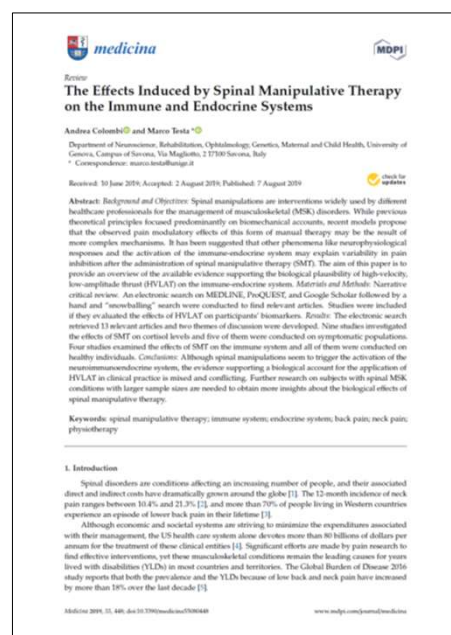 medicina
MDPI
Review
The Effects Induced by Spinal Manipulative Therapy
on the Immune and Endocrine Systems
Andrea Colombi and Marco Testa *
Department of Neuroscience, Rehabilitation, Ophtalmology, Genetics, Maternal and Child Health, University of
Genova, Campus of Savona, Via Magliotto, 2 17100 Savona, Italy
* Correspondence: marco.testa@unige.it
Received: 10 June 2019; Accepted: 2 August 2019; Published: 7 August 2019
check for
updates
Abstract: Background and Objectives: Spinal manipulations are interventions widely used by different
healthcare professionals for the management of musculoskeletal (MSK) disorders. While previous
theoretical principles focused predominantly on biomechanical accounts, recent models propose
that the observed pain modulatory effects of this form of manual therapy may be the result of
more complex mechanisms. It has been suggested that other phenomena like neurophysiological
responses and the activation of the immune-endocrine system may explain variability in pain
inhibition after the administration of spinal manipulative therapy (SMT). The aim of this paper is to
provide an overview of the available evidence supporting the biological plausibility of high-velocity,
low-amplitude thrust (HVLAT) on the immune-endocrine system. Materials and Methods: Narrative
critical review. An electronic search on MEDLINE, ProQUEST, and Google Scholar followed by a
hand and "snowballing" search were conducted to find relevant articles. Studies were included
if they evaluated the effects of HVLAT on participants' biomarkers. Results: The electronic search
retrieved 13 relevant articles and two themes of discussion were developed. Nine studies investigated
the effects of SMT on cortisol levels and five of them were conducted on symptomatic populations.
Four studies examined the effects of SMT on the immune system and all of them were conducted on
healthy individuals. Conclusions: Although spinal manipulations seem to trigger the activation of the
neuroimmunoendocrine system, the evidence supporting a biological account for the application of
HVLAT in clinical practice is mixed and conflicting. Further research on subjects with spinal MSK
conditions with larger sample sizes are needed to obtain more insights about the biological effects of
spinal manipulative therapy.
Keywords: spinal manipulative therapy; immune system; endocrine system; back pain; neck pain;
physiotherapy
1. Introduction
Spinal disorders are conditions affecting an increasing number of people, and their associated
direct and indirect costs have dramatically grown around the globe [1]. The 12-month incidence of neck
pain ranges between 10.4% and 21.3% [2], and more than 70% of people living in Western countries
experience an episode of lower back pain in their lifetime [3].
Although economic and societal systems are striving to minimize the expenditures associated
with their management, the US health care system alone devotes more than 80 billions of dollars per
annum for the treatment of these clinical entities [4]. Significant efforts are made by pain research to
find effective interventions, yet these musculoskeletal conditions remain the leading causes for years
lived with disabilities (YLDs) in most countries and territories. The Global Burden of Disease 2016
study reports that both the prevalence and the YLDs because of low back and neck pain have increased
by more than 18% over the last decade [5].
Medicina 2019, 55, 448; doi:10.3390/medicina55080448
www.mdpi.com/journal/medicina